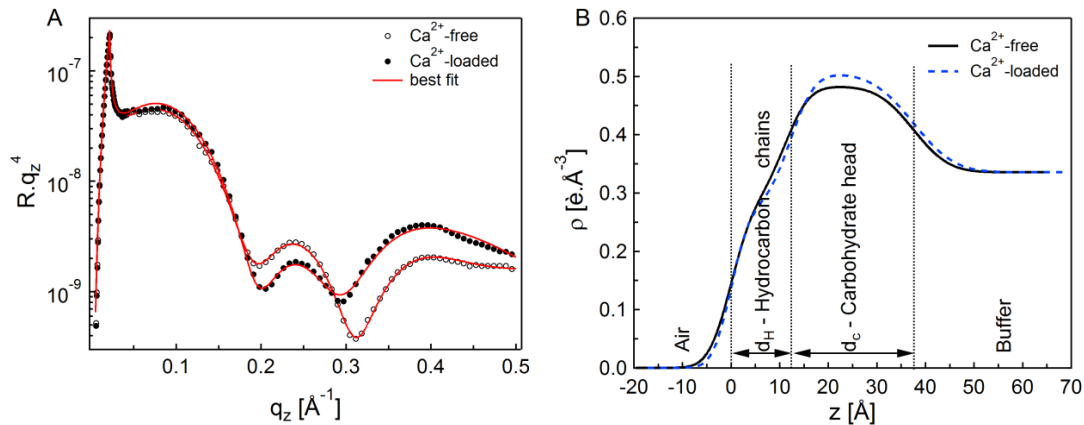 A
Ca²⁺-free
Ca²⁺-loaded
best fit
R.q_z⁴
10⁻⁷
10⁻⁸
10⁻⁹
0.1
0.2
0.3
0.4
0.5
q_z [Å⁻¹]
B
Ca²⁺-free
Ca²⁺-loaded
ρ [è.Å⁻³]
0.6
0.5
0.4
0.3
0.2
0.1
0.0
Air
d_H - Hydrocarbon
chains
d_c - Carbohydrate head
Buffer
-20
-10
0
10
20
30
40
50
60
70
z [Å]